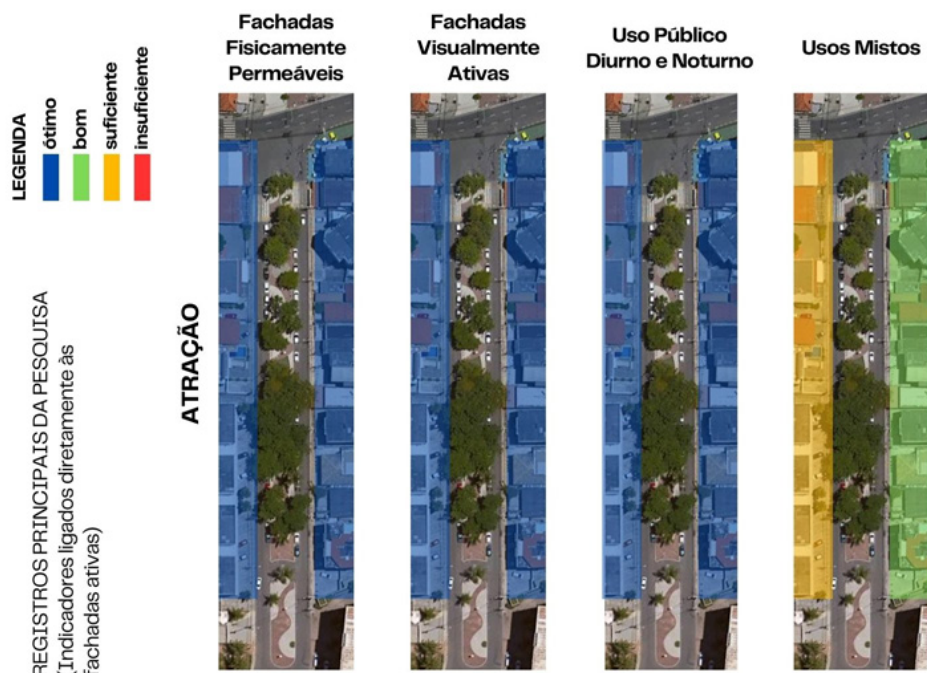 LEGENDA
ótimo
bom
suficiente
insuficiente
REGISTROS PRINCIPAIS DA PESQUISA
(Indicadores ligados diretamente às
fachadas ativas)
ATRAÇÃO
Fachadas
Fisicamente
Permeáveis
Fachadas
Visualmente
Ativas
Uso Público
Diurno e Noturno
Usos Mistos